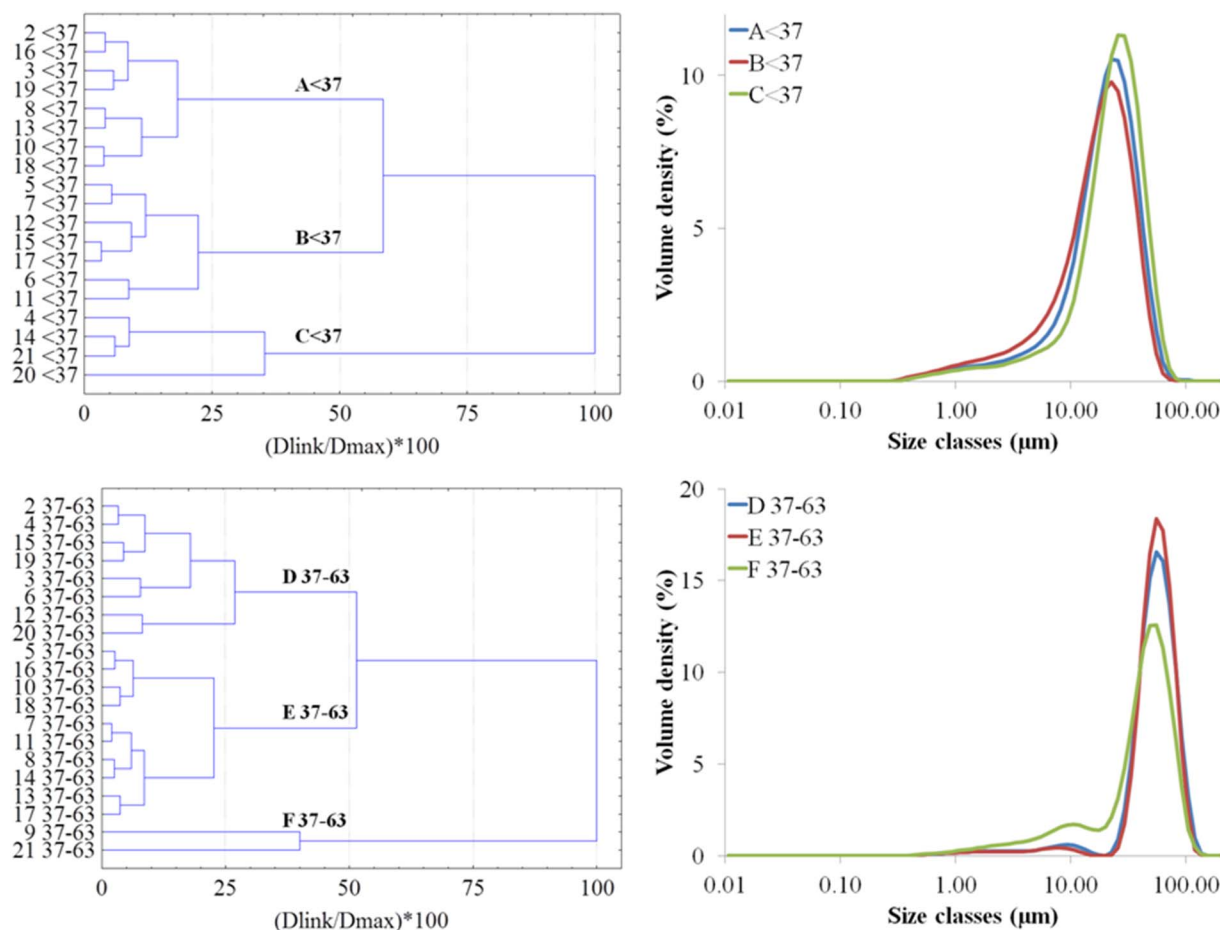 2 <37
16 <37
3 <37
19 <37
8 <37
13 <37
10 <37
18 <37
5 <37
7 <37
12 <37
15 <37
17 <37
6 <37
11 <37
4 <37
14 <37
21 <37
20 <37
A<37
B<37
C<37
0 25 50 75 100
(Dlink/Dmax)*100
A<37
B<37
C<37
Volume density (%)
10
5
0
0.01 0.10 1.00 10.00 100.00
Size classes (µm)
2 37-63
4 37-63
15 37-63
19 37-63
3 37-63
6 37-63
12 37-63
20 37-63
5 37-63
16 37-63
10 37-63
18 37-63
7 37-63
11 37-63
8 37-63
14 37-63
13 37-63
17 37-63
9 37-63
21 37-63
D 37-63
E 37-63
F 37-63
0 25 50 75 100
(Dlink/Dmax)*100
D 37-63
E 37-63
F 37-63
Volume density (%)
20
15
10
5
0
0.01 0.10 1.00 10.00 100.00
Size classes (µm)